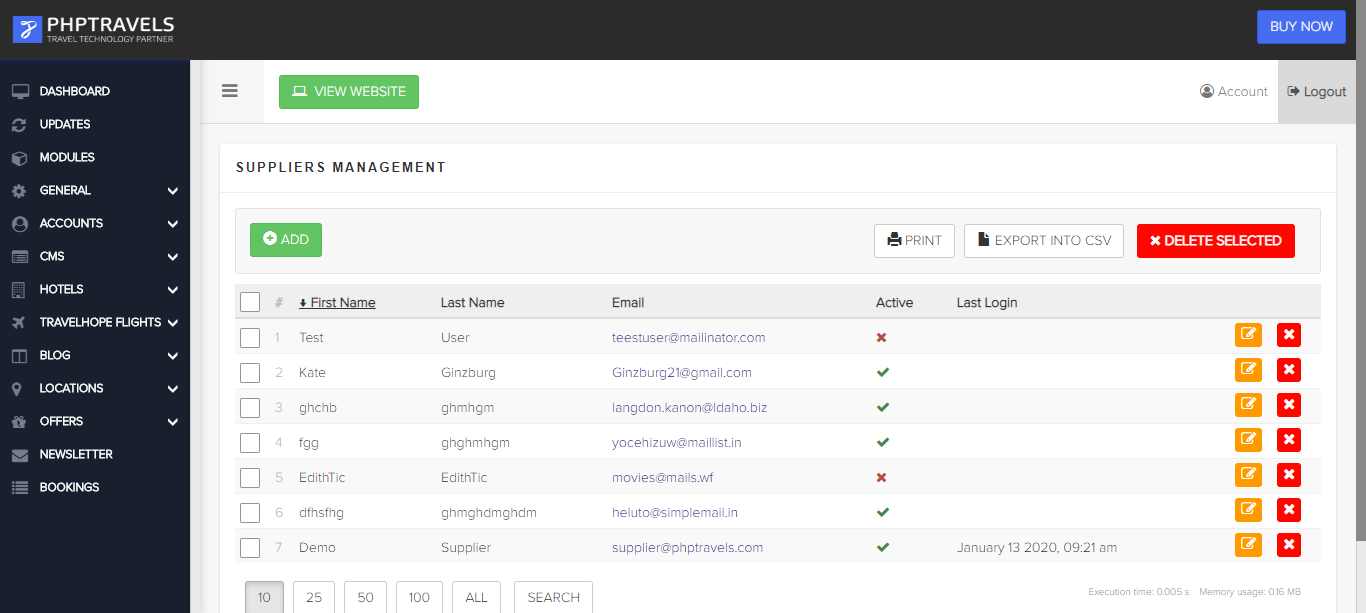 PHPTRAVELS
TRAVEL TECHNOLOGY PARTNER
BUY NOW
DASHBOARD
UPDATES
MODULES
GENERAL
ACCOUNTS
CMS
HOTELS
TRAVELHOPE FLIGHTS
BLOG
LOCATIONS
OFFERS
NEWSLETTER
BOOKINGS
VIEW WEBSITE
Account
Logout
SUPPLIERS MANAGEMENT
ADD
PRINT
EXPORT INTO CSV
DELETE SELECTED
# First Name Last Name Email Active Last Login
1 Test User teestuser@mailinator.com
2 Kate Ginzburg Ginzburg21@gmail.com
3 ghchb ghmhgm langdon.kanon@ldaho.biz
4 fgg ghghmhgm yocehizuw@maillist.in
5 EdithTic EdithTic movies@mails.wf
6 dfhsfhg ghmghdmghdm heluto@simplemail.in
7 Demo Supplier supplier@phptravels.com January 13 2020, 09:21 am
10 25 50 100 ALL SEARCH
Execution time: 0.005 s Memory usage: 0.16 MB